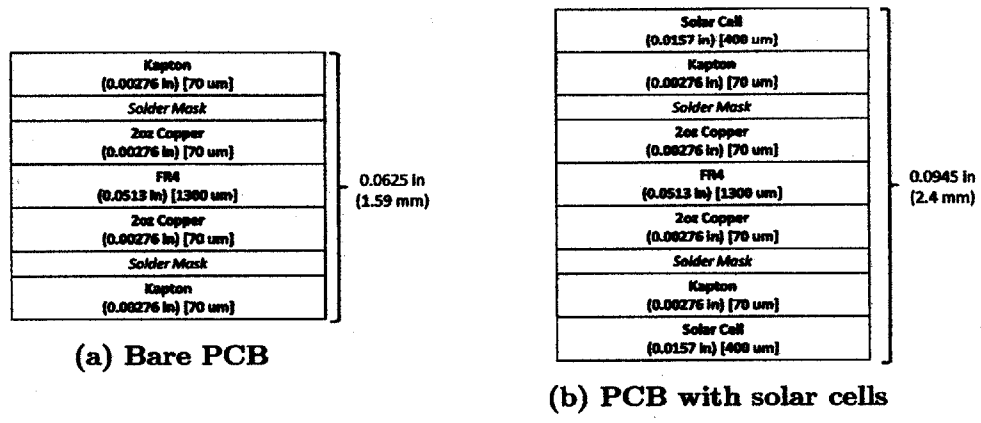 Kapton
(0.00276 in) [70 um]
Solder Mask
2oz Copper
(0.00276 in) [70 um]
FR4
(0.0513 in) [1300 um]
2oz Copper
(0.00276 in) [70 um]
Solder Mask
Kapton
(0.00276 in) [70 um]
0.0625 in
(1.59 mm)
(a) Bare PCB
Solar Cell
(0.0157 in) [400 um]
Kapton
(0.00276 in) [70 um]
Solder Mask
2oz Copper
(0.00276 in) [70 um]
FR4
(0.0513 in) [1300 um]
2oz Copper
(0.00276 in) [70 um]
Solder Mask
Kapton
(0.00276 in) [70 um]
Solar Cell
(0.0157 in) [400 um]
0.0945 in
(2.4 mm)
(b) PCB with solar cells